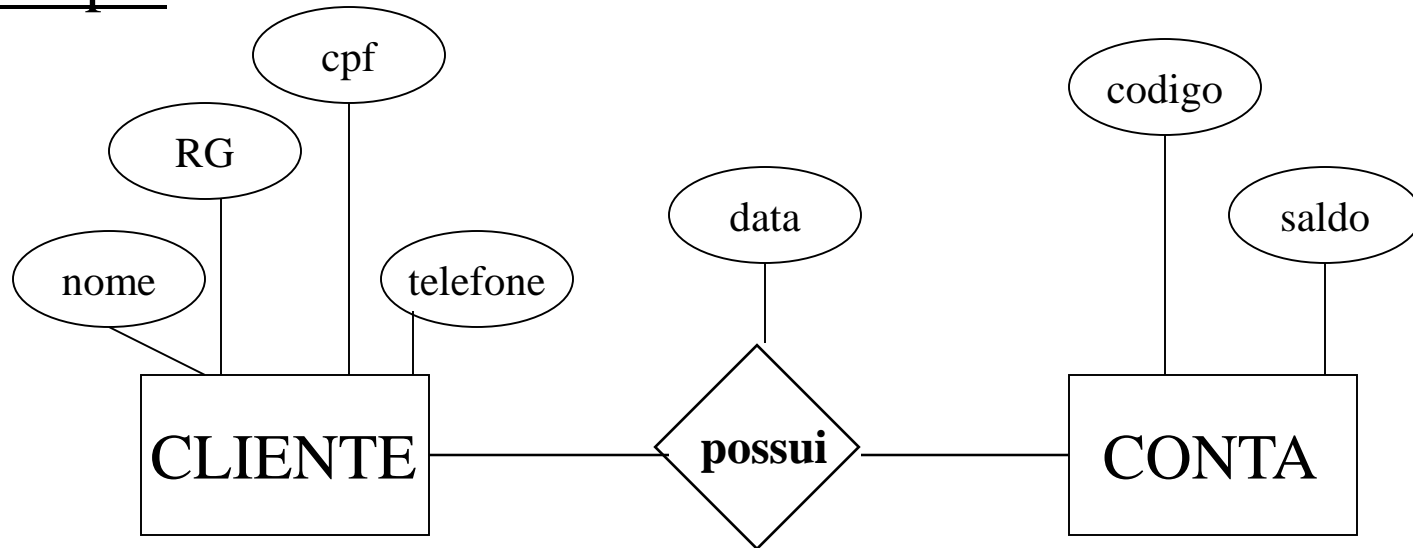 cpf
codigo
RG
data
saldo
nome
telefone
CLIENTE
possui
CONTA